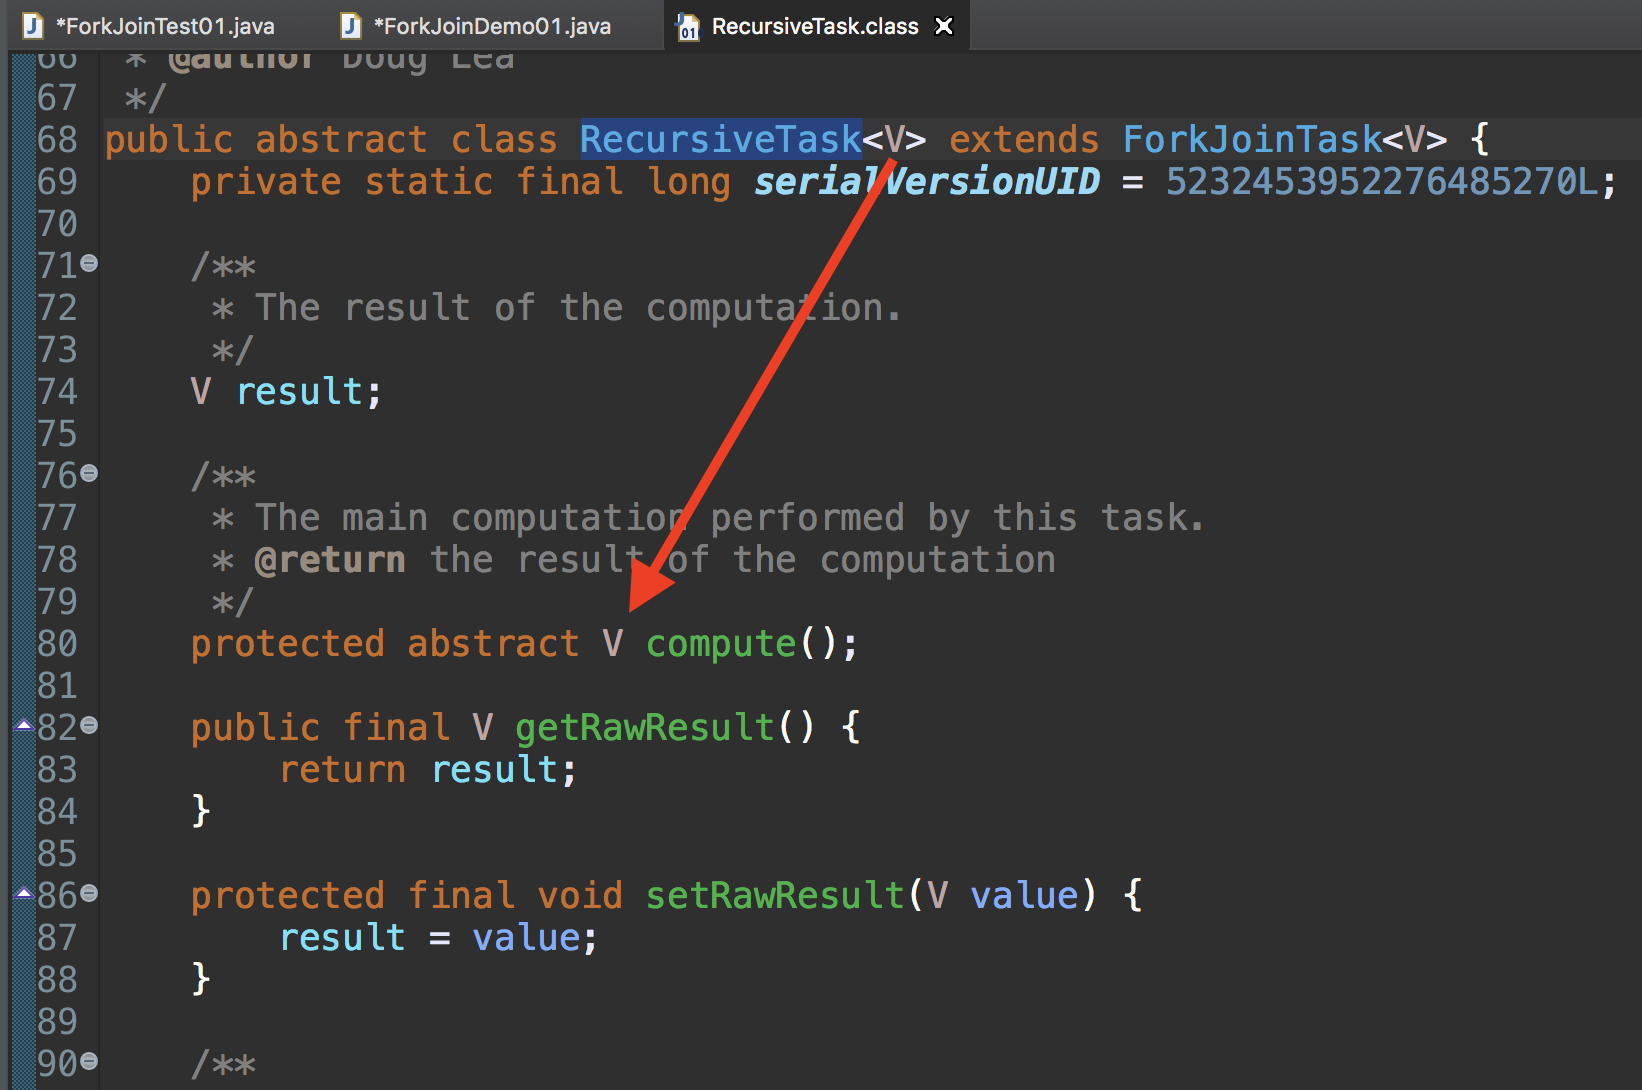 *ForkJoinTest01.java *ForkJoinDemo01.java RecursiveTask.class
66 * @author Doug Lea
67 */
68 public abstract class RecursiveTask<V> extends ForkJoinTask<V> {
69 private static final long serialVersionUID = 5232453952276485270L;
70
71 /**
72 * The result of the computation.
73 */
74 V result;
75
76 /**
77 * The main computation performed by this task.
78 * @return the result of the computation
79 */
80 protected abstract V compute();
81
82 public final V getRawResult() {
83 return result;
84 }
85
86 protected final void setRawResult(V value) {
87 result = value;
88 }
89
90 /**